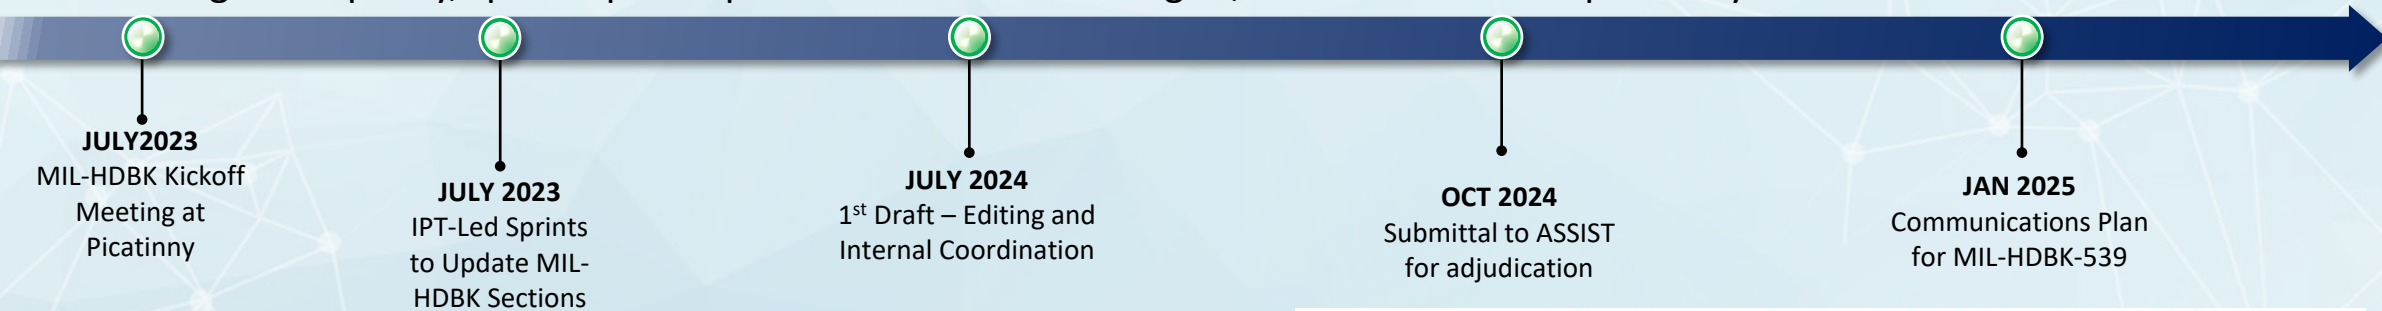 JULY2023
MIL-HDBK Kickoff
Meeting at
Picatinny
JULY 2023
IPT-Led Sprints
to Update MIL-
HDBK Sections
JULY 2024
1st Draft – Editing and
Internal Coordination
OCT 2024
Submittal to ASSIST
for adjudication
JAN 2025
Communications Plan
for MIL-HDBK-539